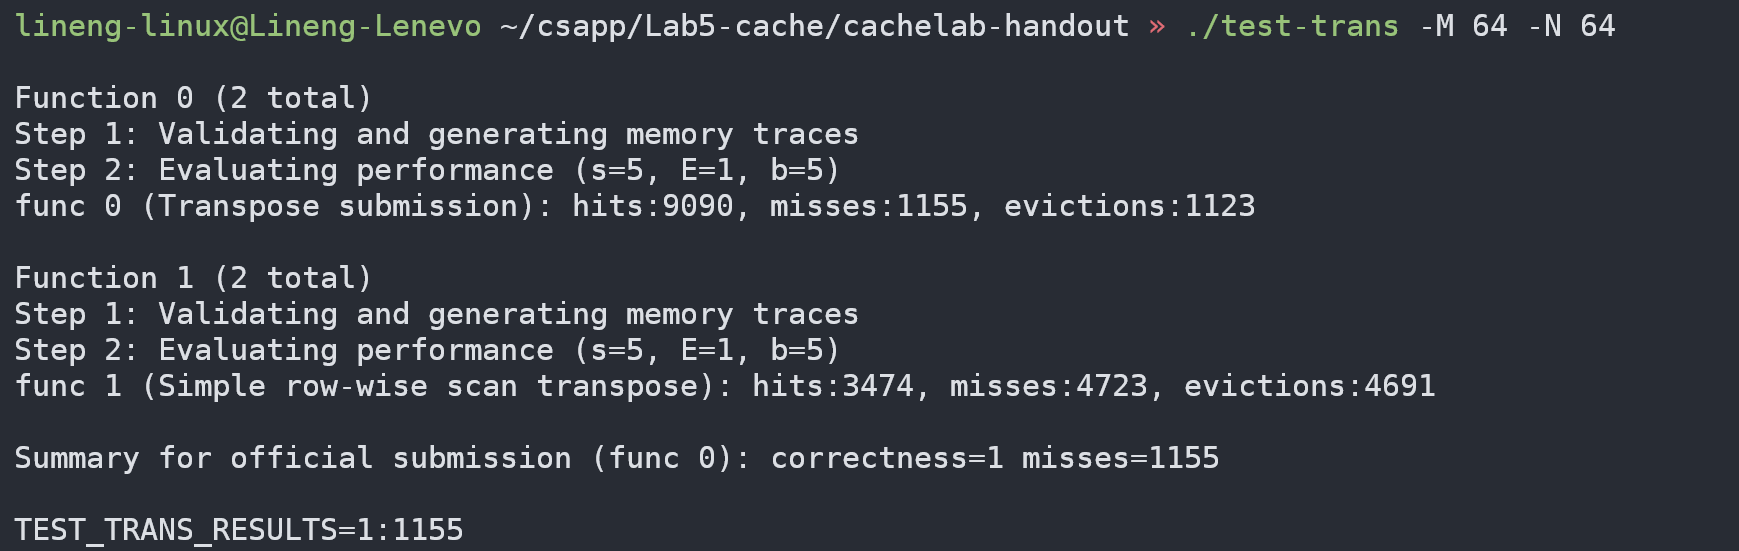 lineng-linux@Lineng-Lenevo ~/csapp/Lab5-cache/cachelab-handout » ./test-trans -M 64 -N 64
Function 0 (2 total)
Step 1: Validating and generating memory traces
Step 2: Evaluating performance (s=5, E=1, b=5)
func 0 (Transpose submission): hits:9090, misses:1155, evictions:1123
Function 1 (2 total)
Step 1: Validating and generating memory traces
Step 2: Evaluating performance (s=5, E=1, b=5)
func 1 (Simple row-wise scan transpose): hits:3474, misses:4723, evictions:4691
Summary for official submission (func 0): correctness=1 misses=1155
TEST_TRANS_RESULTS=1:1155